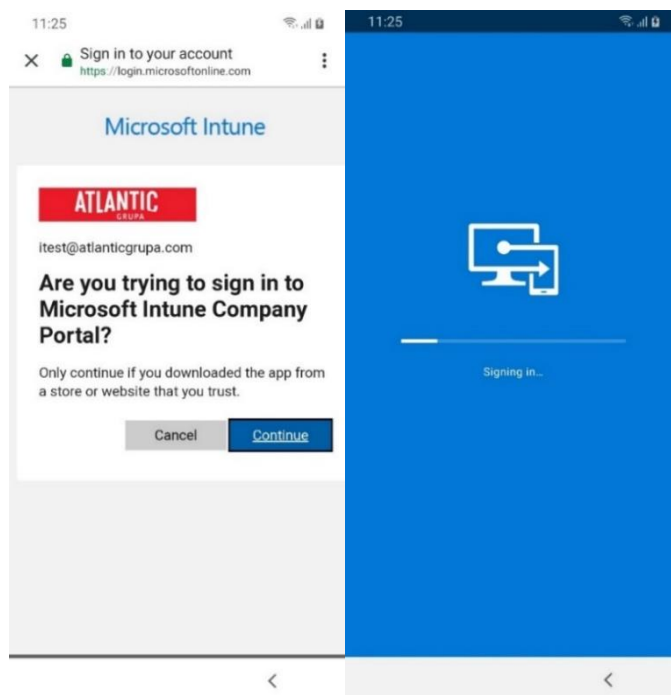 11:25
Sign in to your account
https://login.microsoftonline.com
Microsoft Intune
ATLANTIC
GRUPA
itest@atlanticgrupa.com
Are you trying to sign in to
Microsoft Intune Company
Portal?
Only continue if you downloaded the app from
a store or website that you trust.
Cancel Continue
11:25
Signing in...